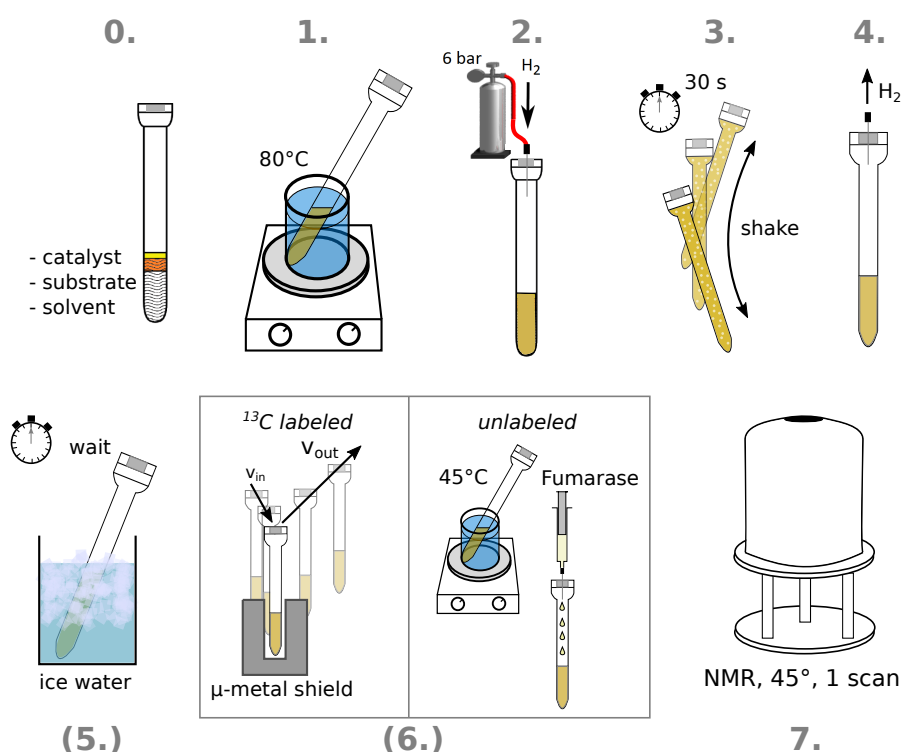 0.
1.
2.
3.
4.
- catalyst
- substrate
- solvent
80°C
6 bar
H₂
30 s
shake
H₂
wait
ice water
¹³C labeled
vᵢₙ
vₒᵤₜ
μ-metal shield
unlabeled
45°C
Fumarase
NMR, 45°, 1 scan
(5.)
(6.)
7.